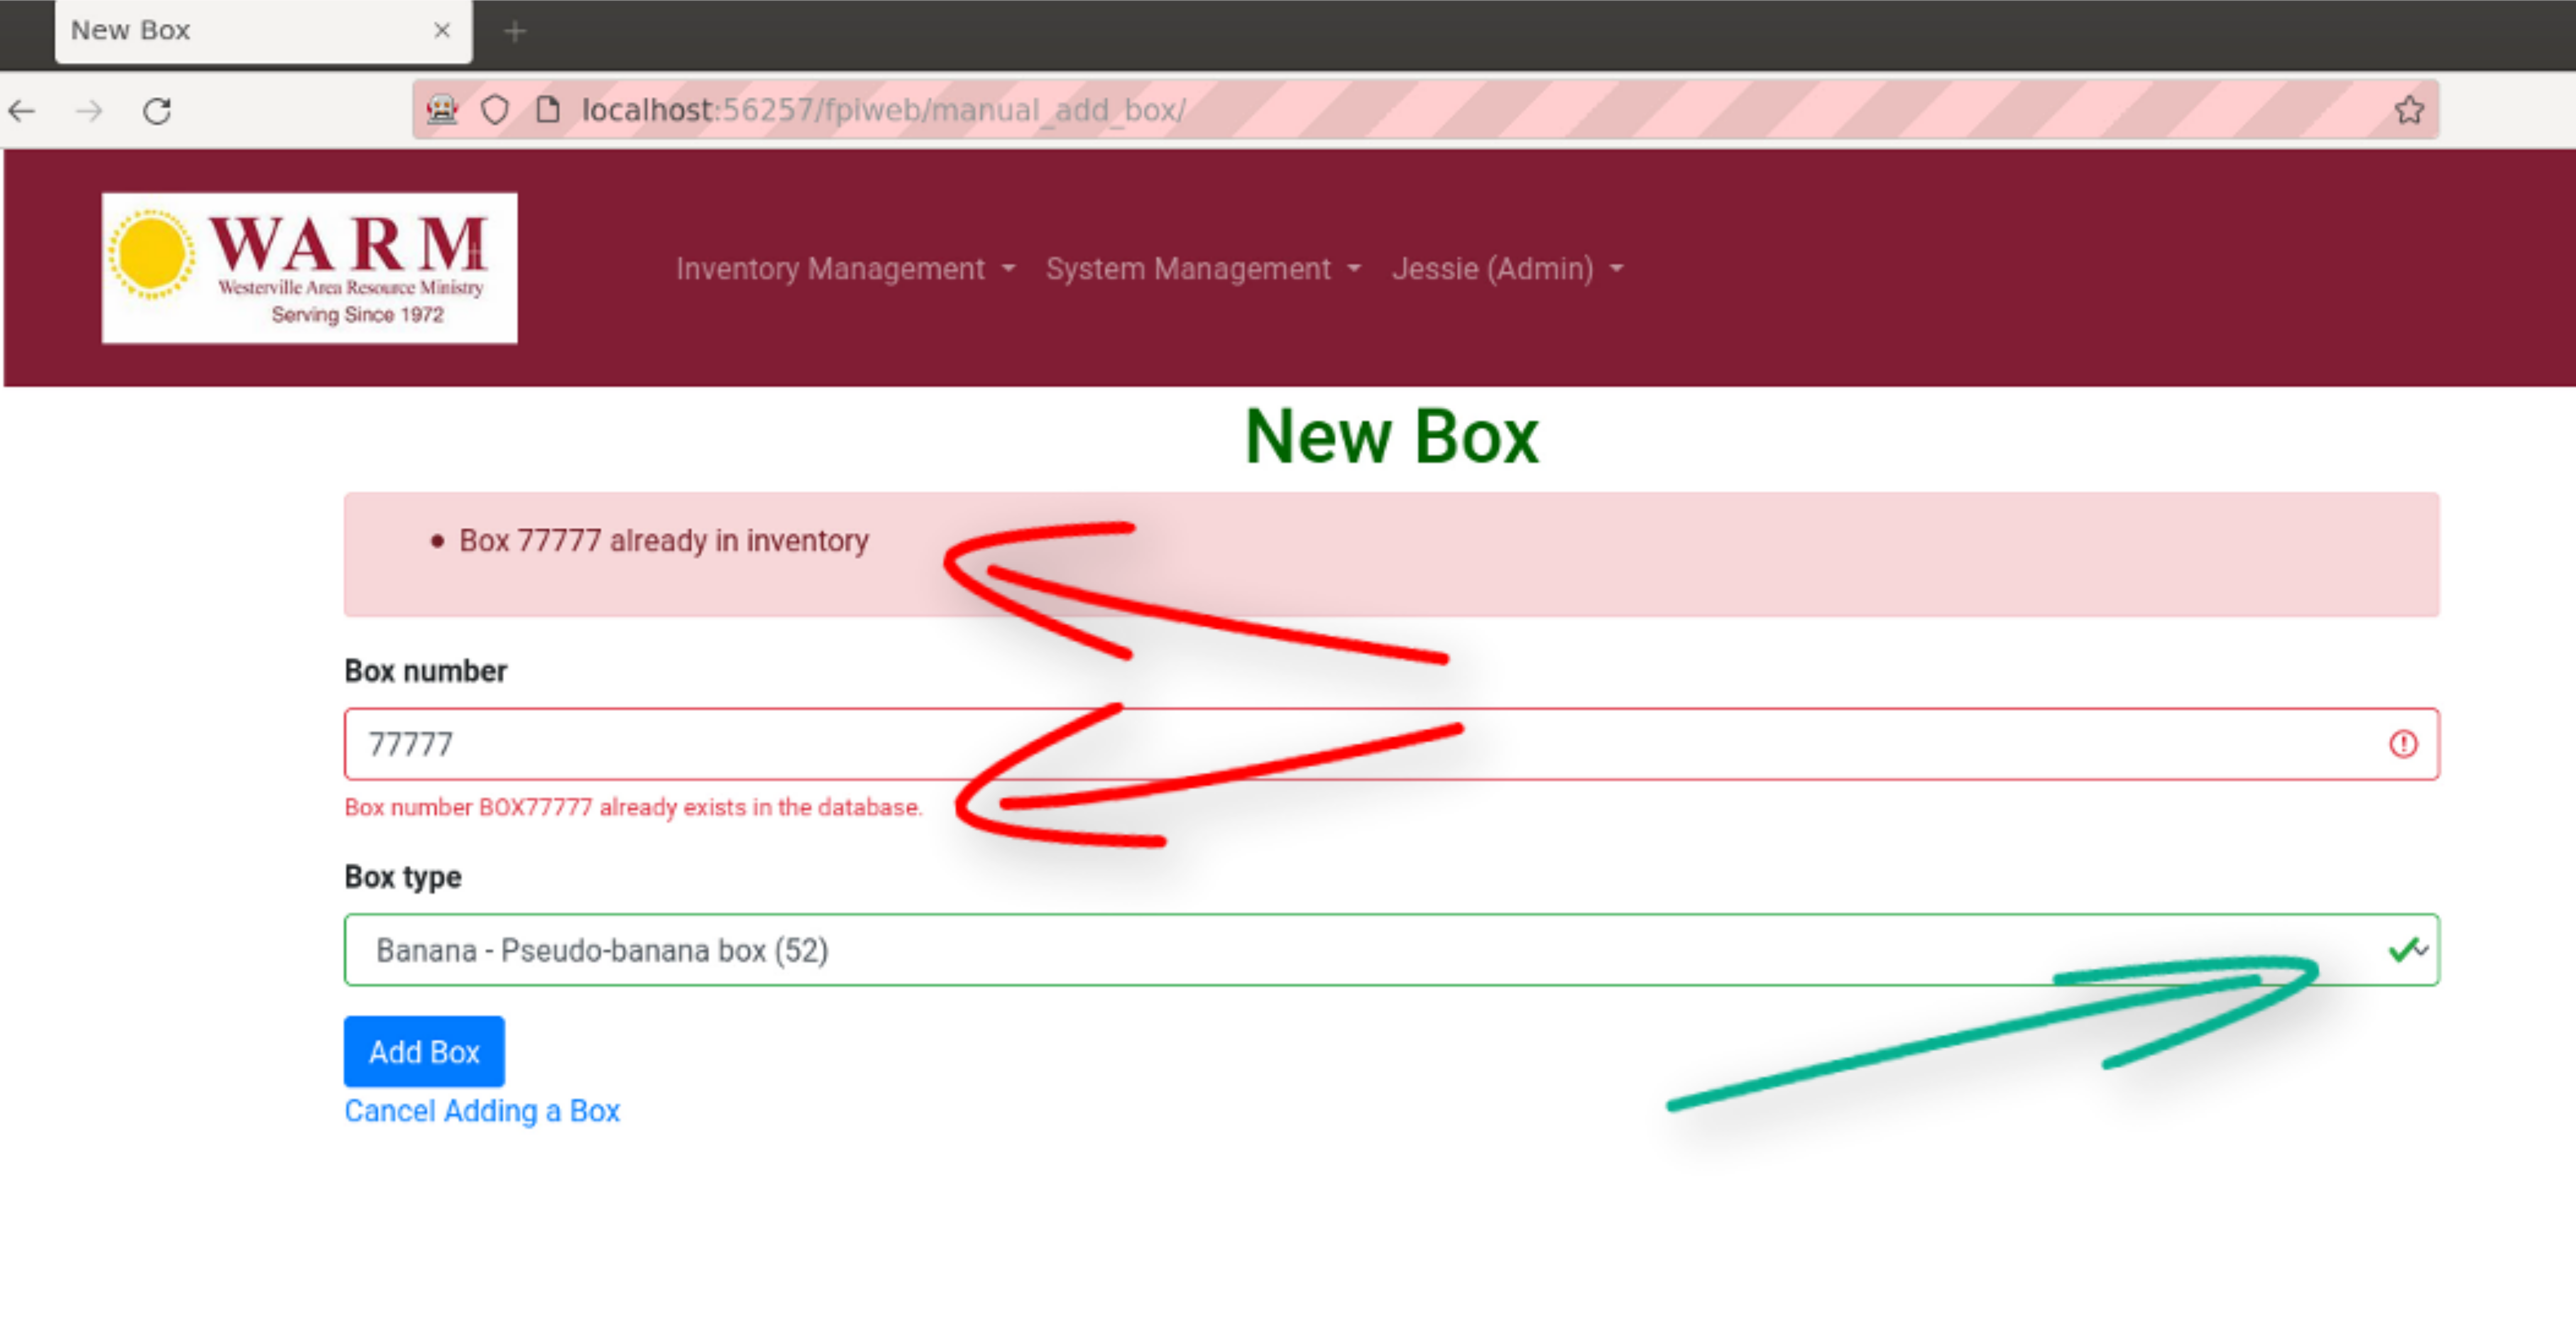 New Box
localhost:56257/fpiweb/manual_add_box/
WARM
Westerville Area Resource Ministry
Serving Since 1972
Inventory Management System Management Jessie (Admin)
New Box
Box 77777 already in inventory
Box number
77777
Box number BOX77777 already exists in the database.
Box type
Banana - Pseudo-banana box (52)
Add Box
Cancel Adding a Box